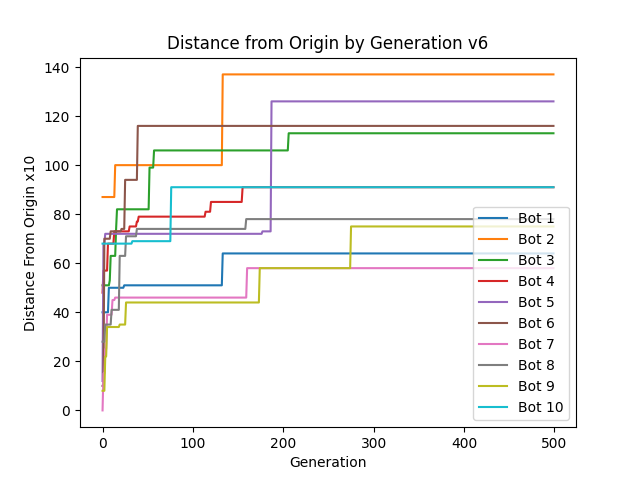 Distance from Origin by Generation v6
Distance From Origin x10
140
120
100
80
60
40
20
0
0 100 200 300 400 500
Generation
Bot 1
Bot 2
Bot 3
Bot 4
Bot 5
Bot 6
Bot 7
Bot 8
Bot 9
Bot 10